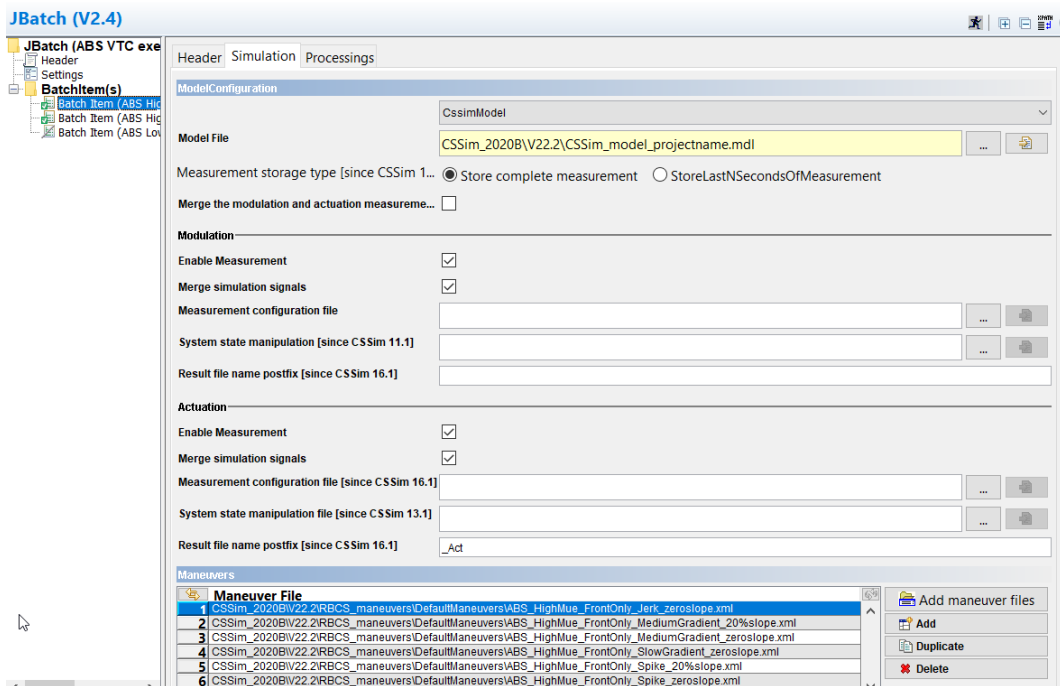 JBatch (V2.4)
JBatch (ABS VTC exe
Header
Settings
BatchItem(s)
Batch Item (ABS Hig
Batch Item (ABS Hig
Batch Item (ABS Lov
Header Simulation Processings
ModelConfiguration
CssimModel
Model File
CSSim_2020B\V22.2\CSSim_model_projectname.mdl
...
Measurement storage type [since CSSim 1... Store complete measurement StoreLastNSecondsOfMeasurement
Merge the modulation and actuation measureme...
Modulation
Enable Measurement
Merge simulation signals
Measurement configuration file
...
System state manipulation [since CSSim 11.1]
...
Result file name postfix [since CSSim 16.1]
Actuation
Enable Measurement
Merge simulation signals
Measurement configuration file [since CSSim 16.1]
...
System state manipulation file [since CSSim 13.1]
...
Result file name postfix [since CSSim 16.1]
_Act
Maneuvers
Maneuver File
1 CSSim_2020B\V22.2\RBCS_maneuvers\DefaultManeuvers\ABS_HighMue_FrontOnly_Jerk_zeroslope.xml
2 CSSim_2020B\V22.2\RBCS_maneuvers\DefaultManeuvers\ABS_HighMue_FrontOnly_MediumGradient_20%slope.xml
3 CSSim_2020B\V22.2\RBCS_maneuvers\DefaultManeuvers\ABS_HighMue_FrontOnly_MediumGradient_zeroslope.xml
4 CSSim_2020B\V22.2\RBCS_maneuvers\DefaultManeuvers\ABS_HighMue_FrontOnly_SlowGradient_zeroslope.xml
5 CSSim_2020B\V22.2\RBCS_maneuvers\DefaultManeuvers\ABS_HighMue_FrontOnly_Spike_20%slope.xml
6 CSSim_2020B\V22.2\RBCS_maneuvers\DefaultManeuvers\ABS_HighMue_FrontOnly_Spike_zeroslope.xml
Add maneuver files
Add
Duplicate
Delete